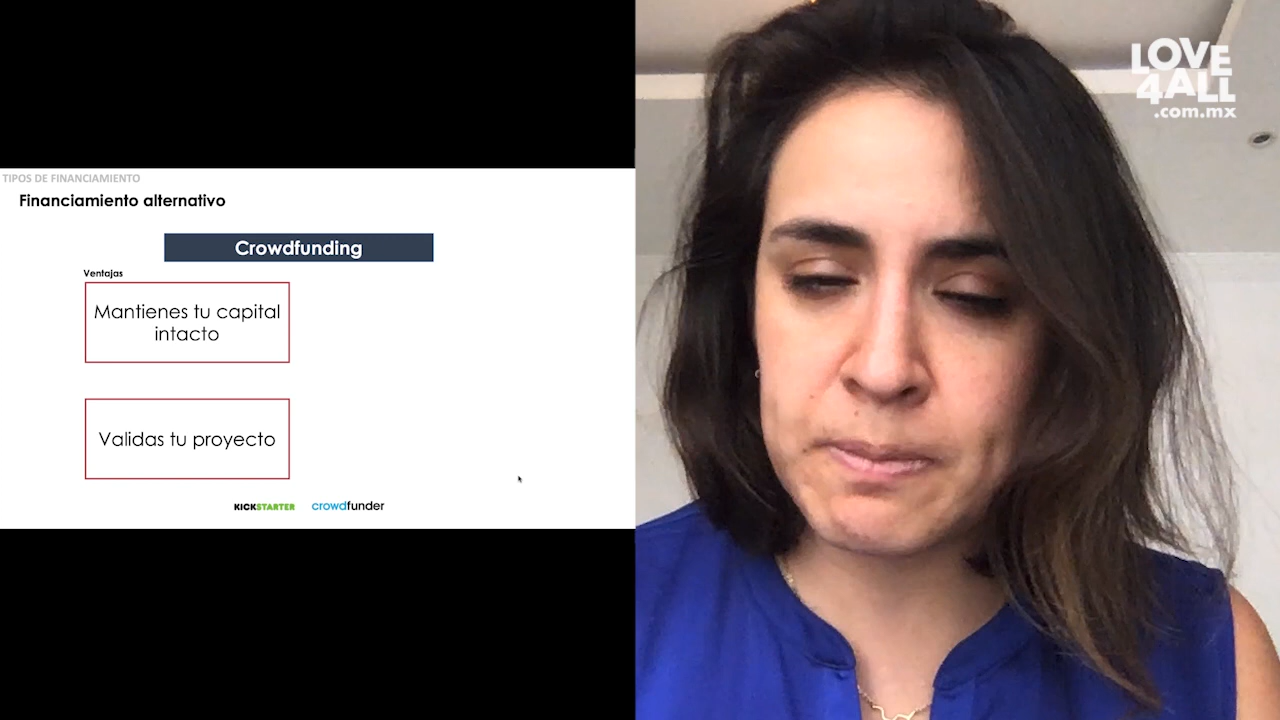 TIPOS DE FINANCIAMIENTO
Financiamiento alternativo
Crowdfunding
Ventajas
Mantienes tu capital
intacto
Validas tu proyecto
KICKSTARTER
crowdfunder
LOVE
4ALL
.com.mx